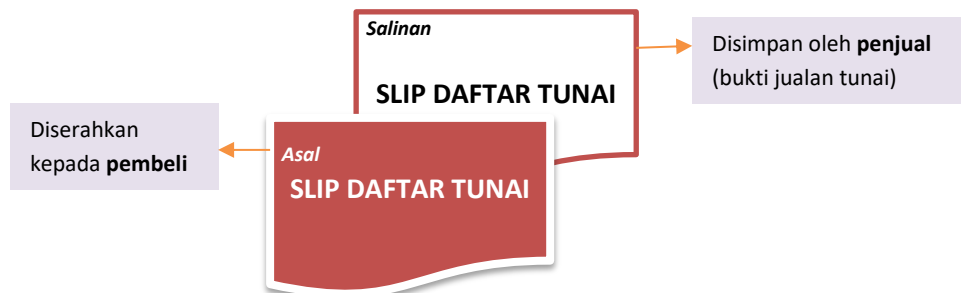 Salinan
SLIP DAFTAR TUNAI
Disimpan oleh penjual
(bukti jualan tunai)
Diserahkan
kepada pembeli
Asal
SLIP DAFTAR TUNAI